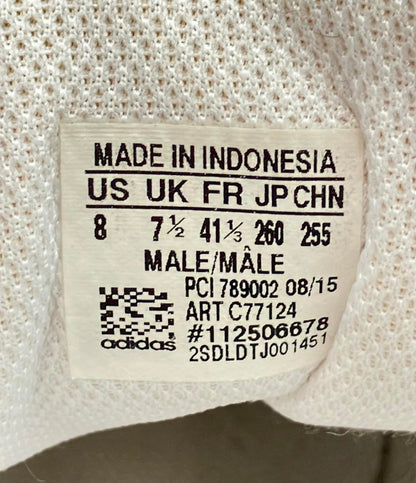 MADE IN INDONESIA
US UK FR JP CHN
8 7½ 41⅓ 260 255
MALE/MÂLE
PCI 789002 08/15
ART C77124
#112506678
adidas 2SDLDTJ001451